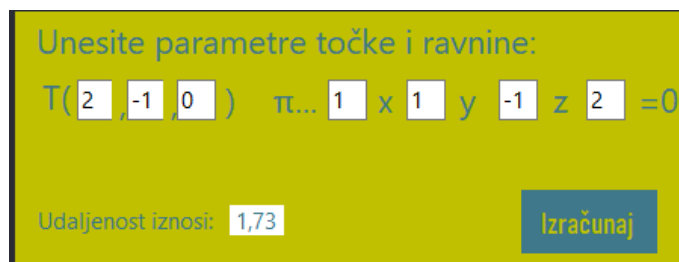 Unesite parametre točke i ravnine:
T( 2 , -1 , 0 ) π... 1 x 1 y -1 z 2 =0
Udaljenost iznosi: 1,73 Izračunaj